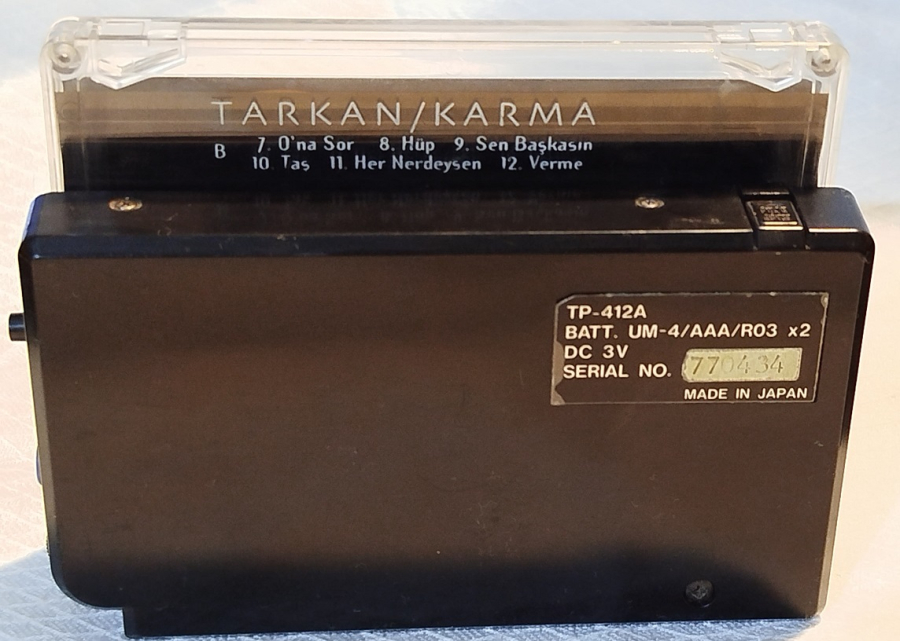 TARKAN/KARMA
B 7. O'na Sor 8. Hüp 9. Sen Başkasın
10. Taş 11. Her Nerdeysen 12. Verme
TP-412A
BATT. UM-4/AAA/R03 x2
DC 3V
SERIAL NO. 770434
MADE IN JAPAN